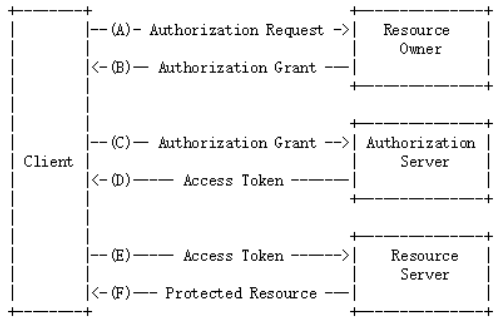 --(A)- Authorization Request ->
Resource
Owner
<-(B)-- Authorization Grant ---
--(C)-- Authorization Grant -->
Authorization
Server
Client
<-(D)----- Access Token -------
--(E)----- Access Token ------>
Resource
Server
<-(F)--- Protected Resource ---